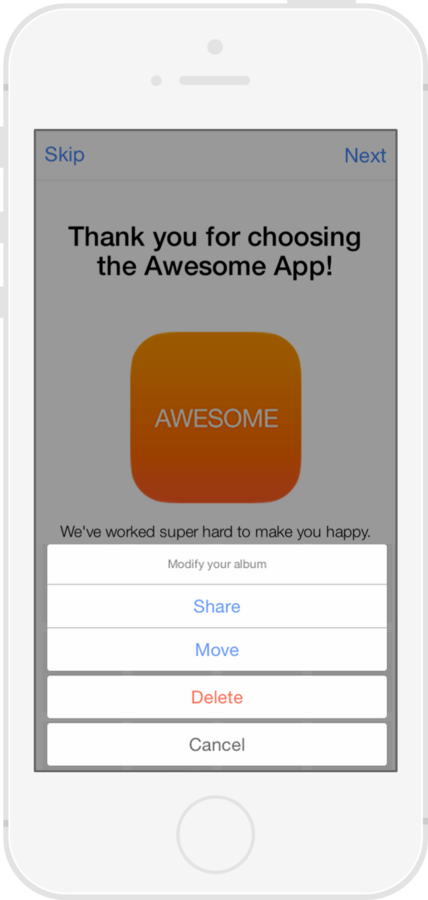 Skip
Next
Thank you for choosing
the Awesome App!
AWESOME
We've worked super hard to make you happy.
Modify your album
Share
Move
Delete
Cancel